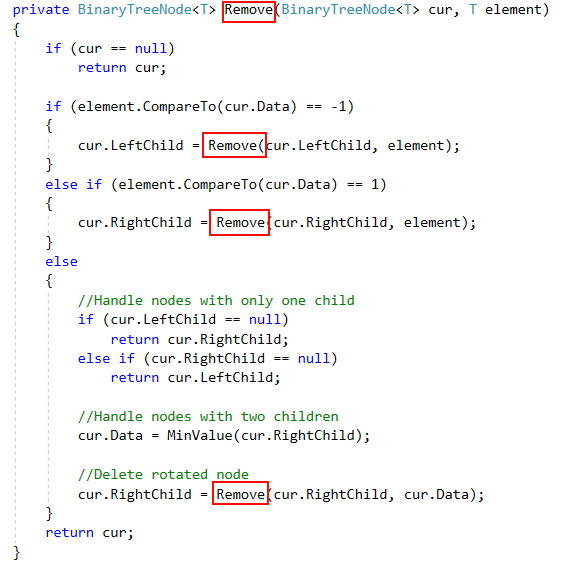 private BinaryTreeNode<T> Remove(BinaryTreeNode<T> cur, T element)
{
    if (cur == null)
        return cur;

    if (element.CompareTo(cur.Data) == -1)
    {
        cur.LeftChild = Remove(cur.LeftChild, element);
    }
    else if (element.CompareTo(cur.Data) == 1)
    {
        cur.RightChild = Remove(cur.RightChild, element);
    }
    else
    {
        //Handle nodes with only one child
        if (cur.LeftChild == null)
            return cur.RightChild;
        else if (cur.RightChild == null)
            return cur.LeftChild;

        //Handle nodes with two children
        cur.Data = MinValue(cur.RightChild);

        //Delete rotated node
        cur.RightChild = Remove(cur.RightChild, cur.Data);
    }
    return cur;
}